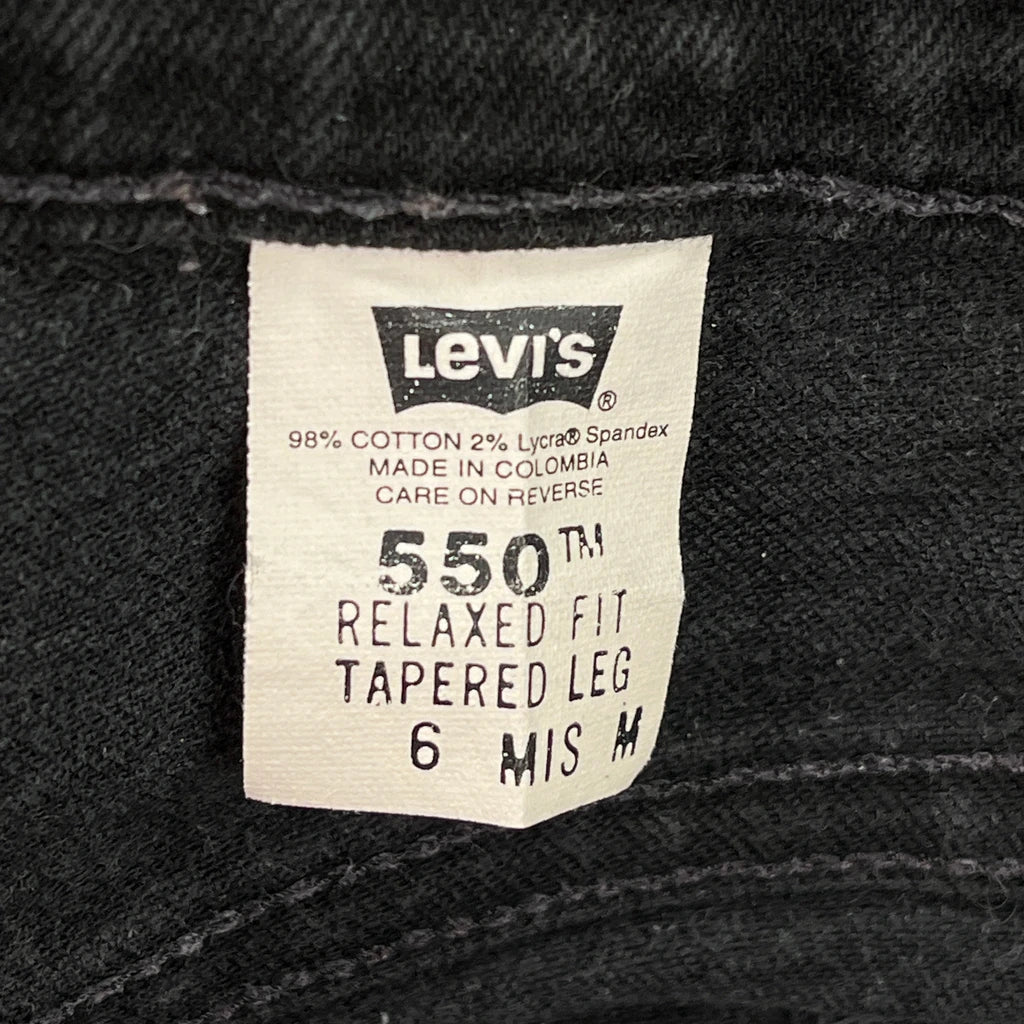 Levi's ®
98% COTTON 2% Lycra® Spandex
MADE IN COLOMBIA
CARE ON REVERSE
550™
RELAXED FIT
TAPERED LEG
6 MIS M